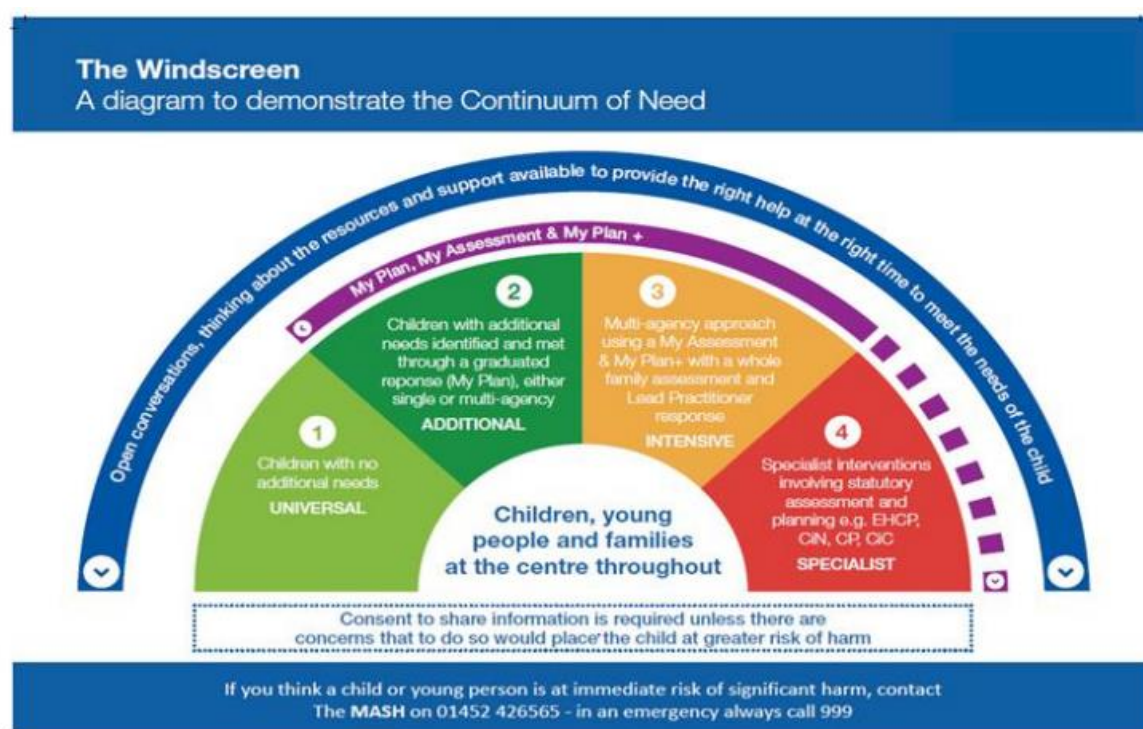 The Windscreen
A diagram to demonstrate the Continuum of Need
Open conversations, thinking about the resources and support available to provide the right help at the right time to meet the needs of the child
My Plan, My Assessment & My Plan +
1
Children with no
additional needs
UNIVERSAL
2
Children with additional
needs identified and met
through a graduated
reponse (My Plan), either
single or multi-agency
ADDITIONAL
3
Multi-agency approach
using a My Assessment
& My Plan+ with a whole
family assessment and
Lead Practitioner
response
INTENSIVE
4
Specialist interventions
involving statutory
assessment and
planning e.g. EHCP,
CiN, CP, CiC
SPECIALIST
Children, young
people and families
at the centre throughout
Consent to share information is required unless there are
concerns that to do so would place the child at greater risk of harm
If you think a child or young person is at immediate risk of significant harm, contact
The MASH on 01452 426565 - in an emergency always call 999